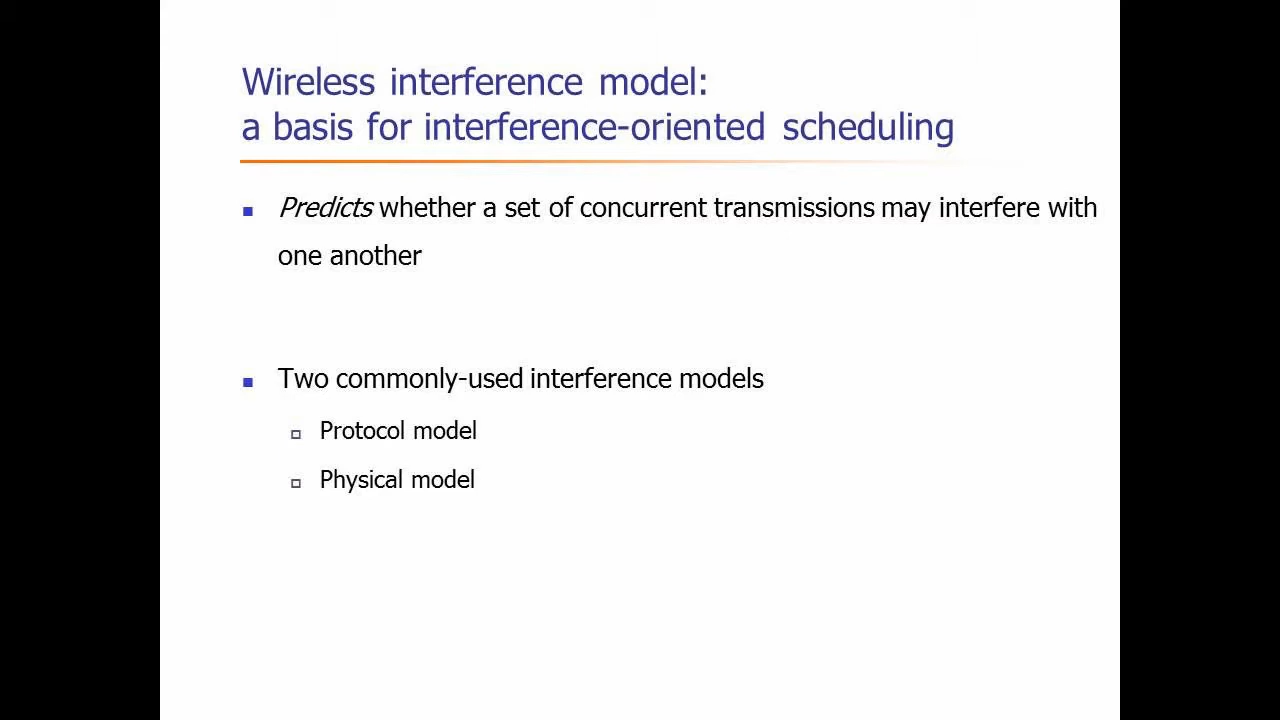 Wireless interference model:
a basis for interference-oriented scheduling
Predicts whether a set of concurrent transmissions may interfere with
one another
Two commonly-used interference models
Protocol model
Physical model